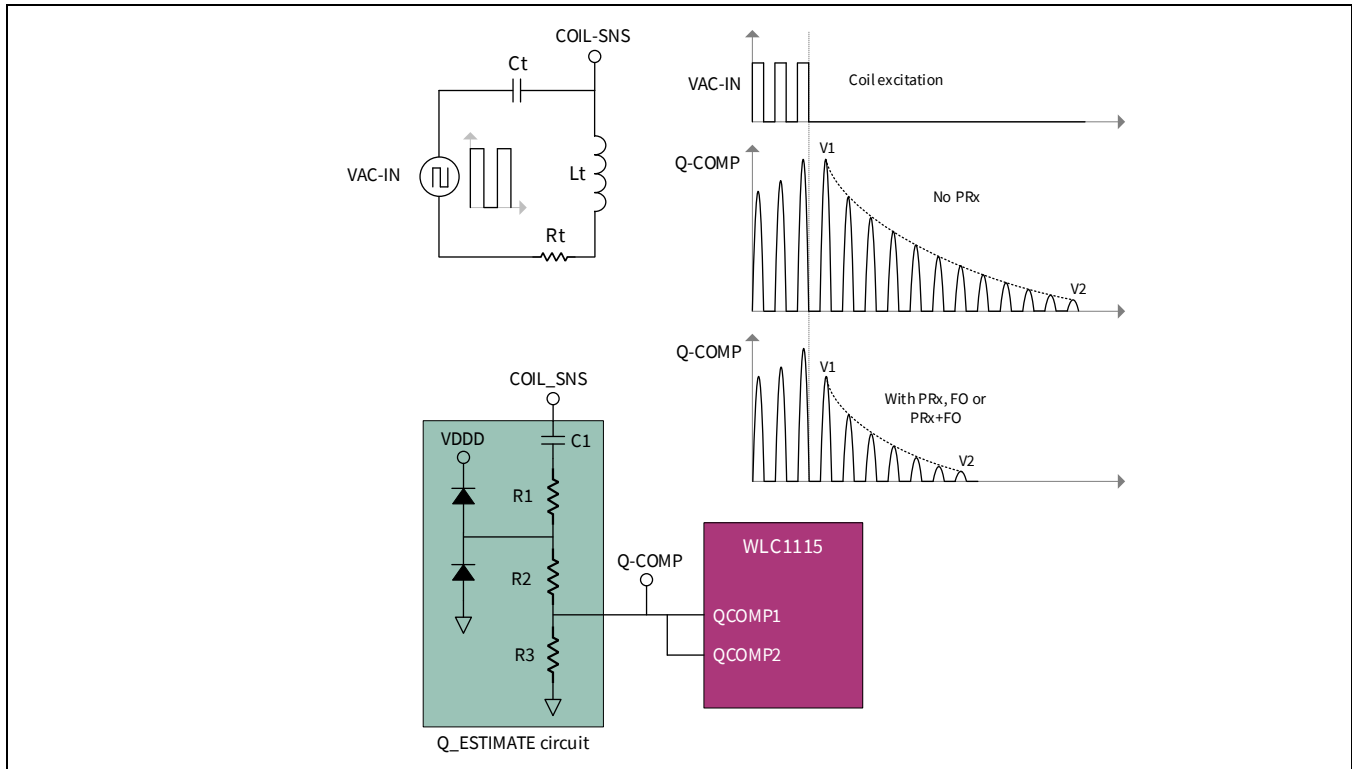 COIL-SNS
Ct
VAC-IN
Lt
Rt
VAC-IN
Coil excitation
Q-COMP
V1
No PRx
V2
Q-COMP
V1
With PRx, FO or
PRx+FO
V2
COIL_SNS
VDDD
C1
R1
R2
R3
Q-COMP
WLC1115
QCOMP1
QCOMP2
Q_ESTIMATE circuit